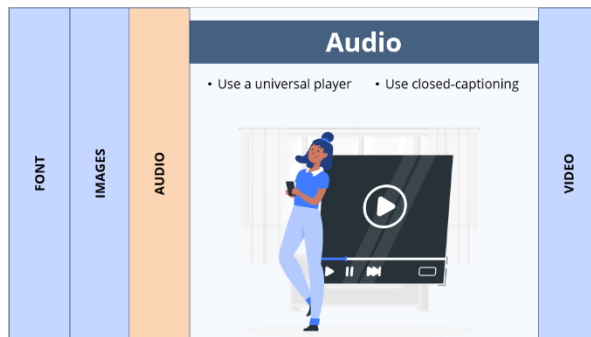 FONT
IMAGES
AUDIO
Audio
• Use a universal player
• Use closed-captioning
VIDEO